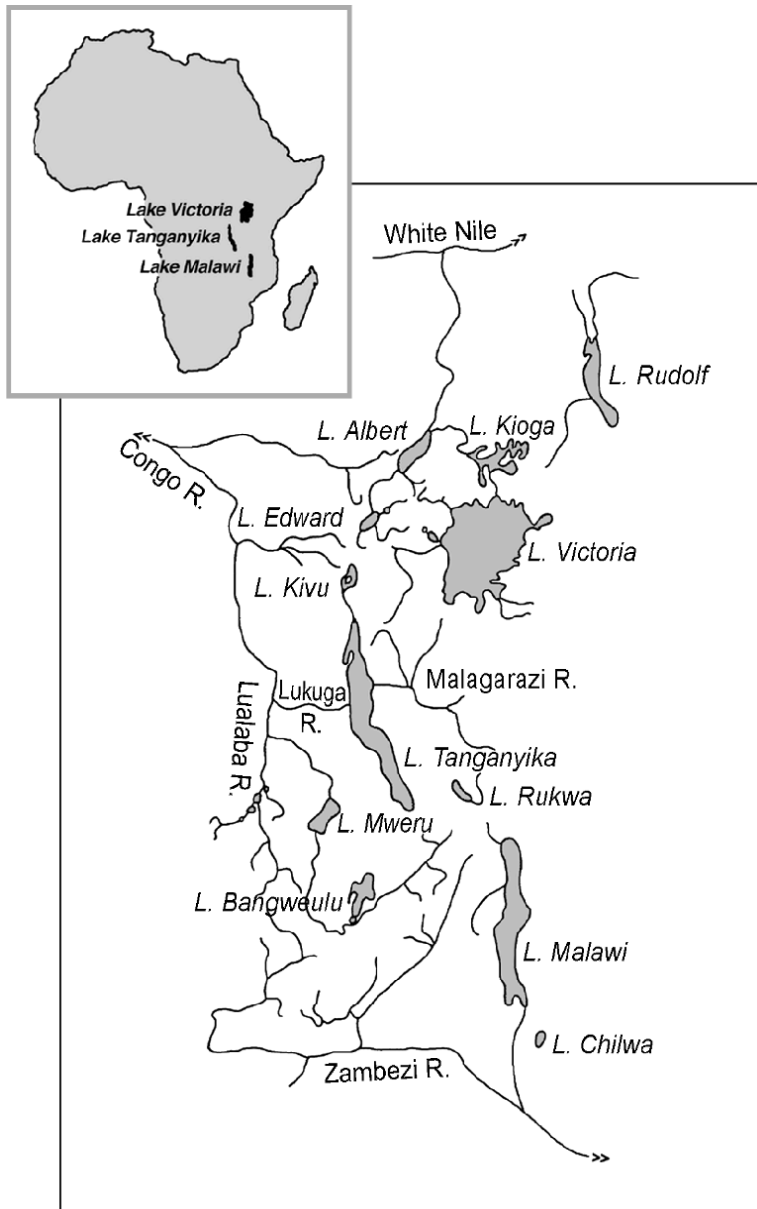 Lake Victoria
Lake Tanganyika
Lake Malawi
White Nile
L. Rudolf
L. Albert
L. Kioga
Congo R.
L. Edward
L. Victoria
L. Kivu
Lukuga
R.
Malagarazi R.
Lualaba R.
L. Tanganyika
L. Rukwa
L. Mweru
L. Bangweulu
L. Malawi
L. Chilwa
Zambezi R.